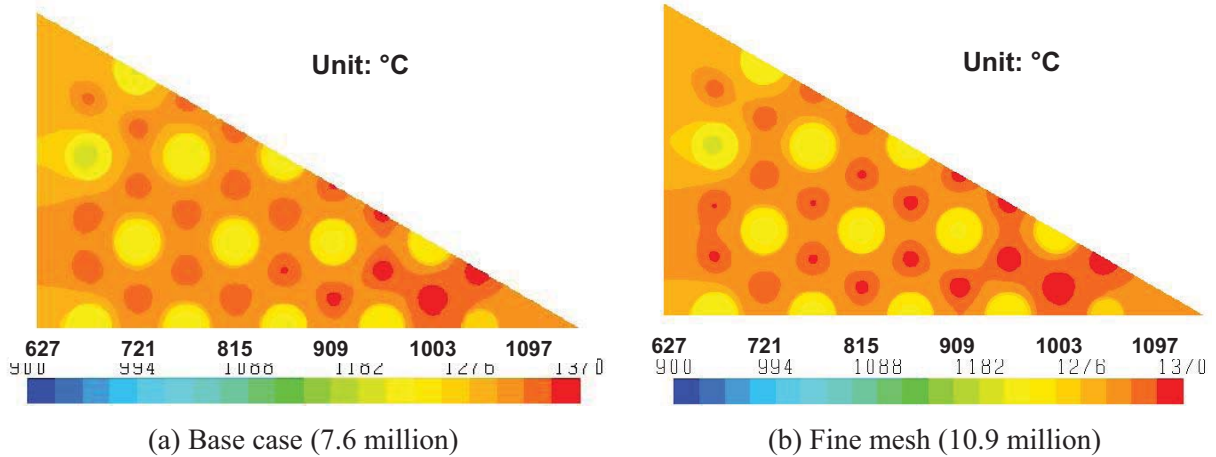 Unit: °C
627 721 815 909 1003 1097
900 994 1088 1182 1276 1370
(a) Base case (7.6 million)
Unit: °C
627 721 815 909 1003 1097
900 994 1088 1182 1276 1370
(b) Fine mesh (10.9 million)